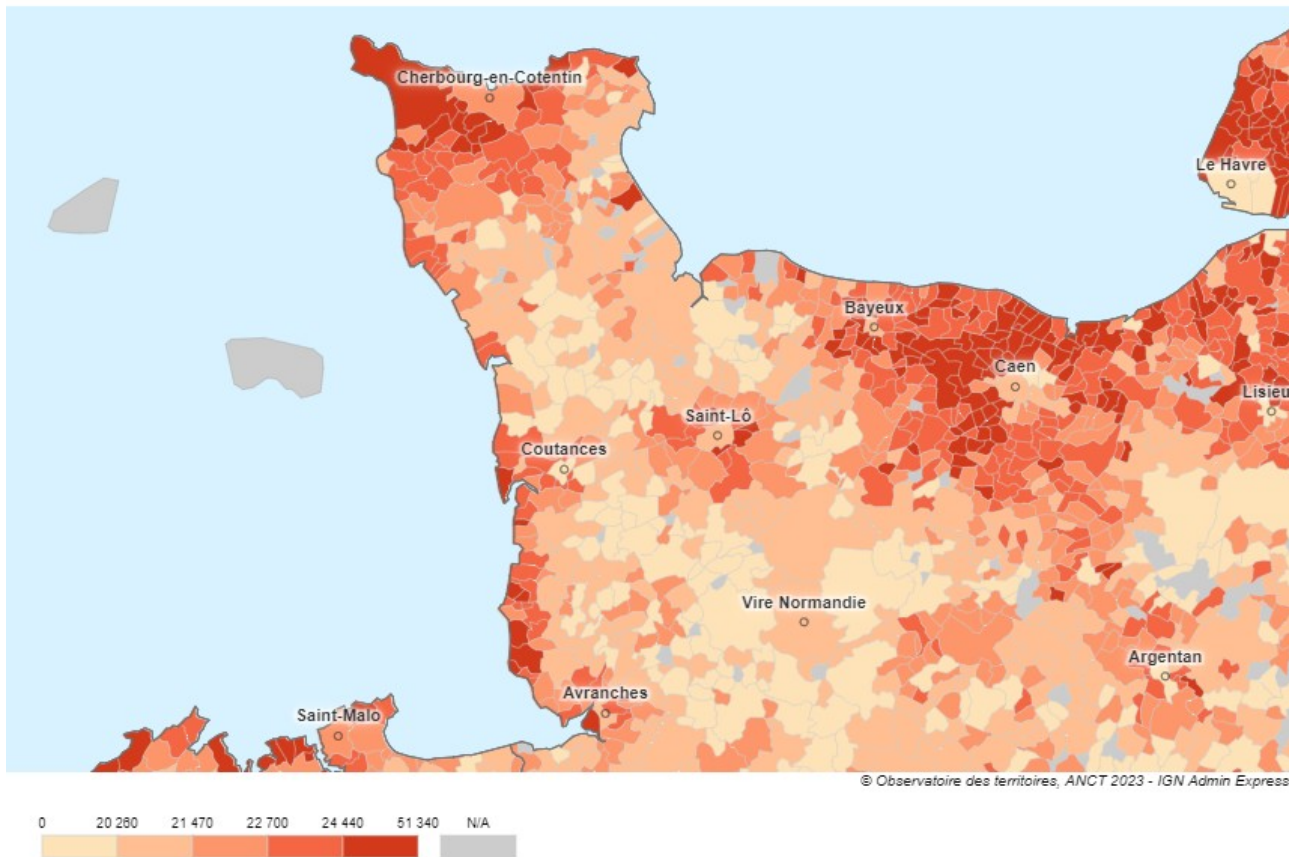 Cherbourg-en-Cotentin
Le Havre
Bayeux
Caen
Lisieu
Saint-Lô
Coutances
Vire Normandie
Argentan
Avranches
Saint-Malo
© Observatoire des territoires, ANCT 2023 - IGN Admin Express
0 20 260 21 470 22 700 24 440 51 340 N/A